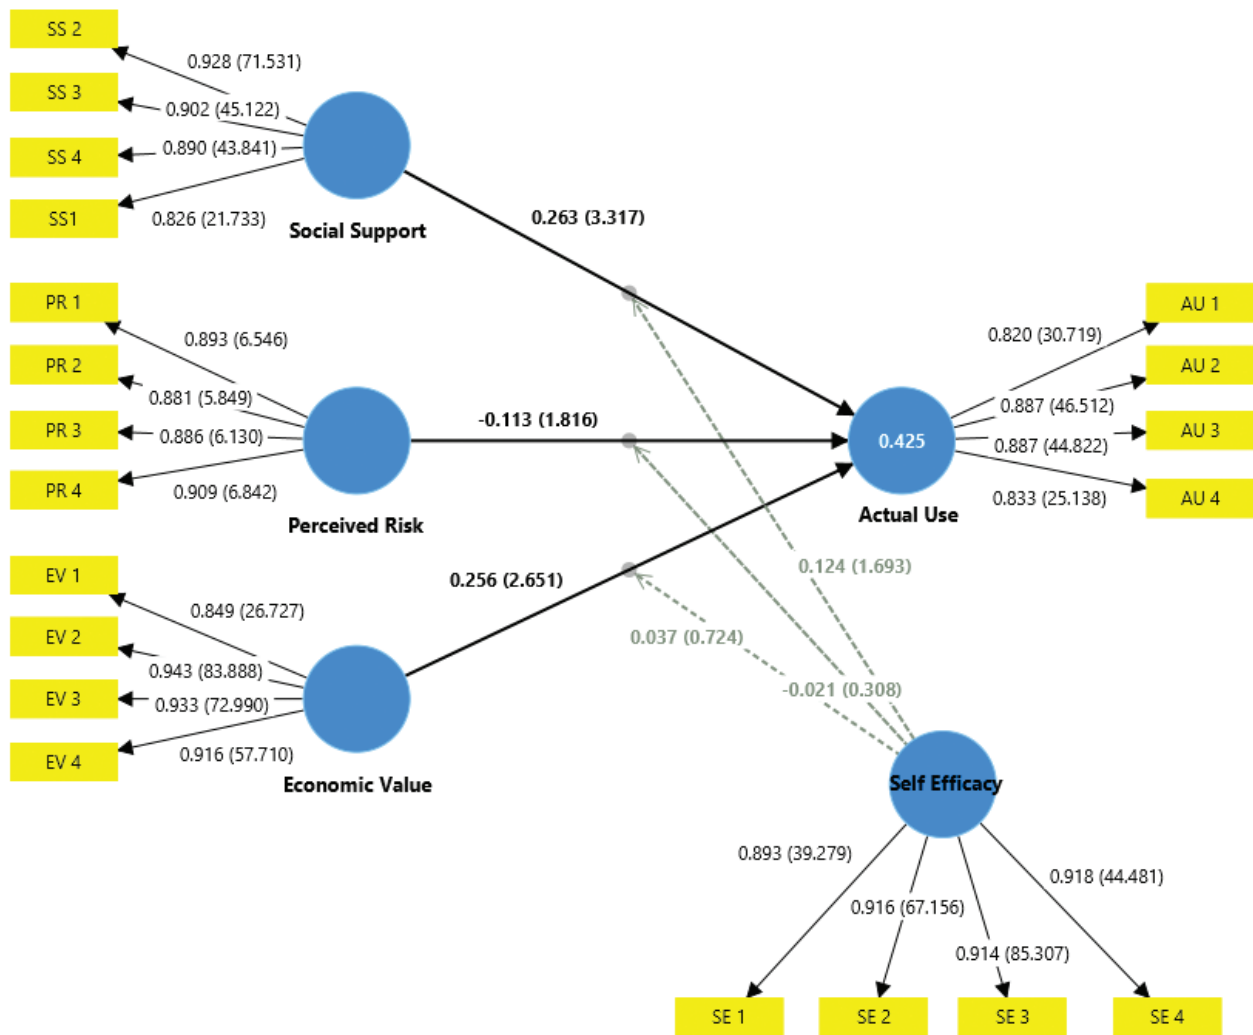 SS 2
0.928 (71.531)
SS 3
0.902 (45.122)
SS 4
0.890 (43.841)
SS1
0.826 (21.733)
Social Support
0.263 (3.317)
PR 1
0.893 (6.546)
PR 2
0.881 (5.849)
PR 3
0.886 (6.130)
PR 4
0.909 (6.842)
Perceived Risk
-0.113 (1.816)
EV 1
0.849 (26.727)
EV 2
0.943 (83.888)
EV 3
0.933 (72.990)
EV 4
0.916 (57.710)
Economic Value
0.256 (2.651)
0.425
Actual Use
AU 1
0.820 (30.719)
AU 2
0.887 (46.512)
AU 3
0.887 (44.822)
AU 4
0.833 (25.138)
0.124 (1.693)
0.037 (0.724)
-0.021 (0.308)
Self Efficacy
0.893 (39.279)
0.916 (67.156)
0.914 (85.307)
0.918 (44.481)
SE 1
SE 2
SE 3
SE 4